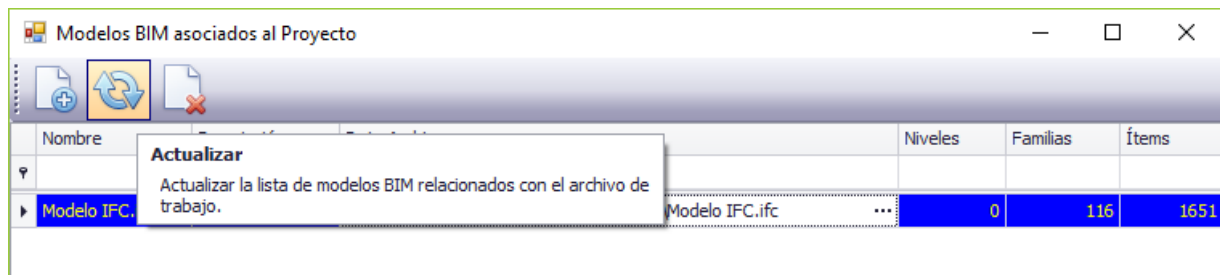 Modelos BIM asociados al Proyecto
Nombre Niveles Familias Ítems
Actualizar
Actualizar la lista de modelos BIM relacionados con el archivo de
trabajo.
Modelo IFC. Modelo IFC.ifc ... 0 116 1651